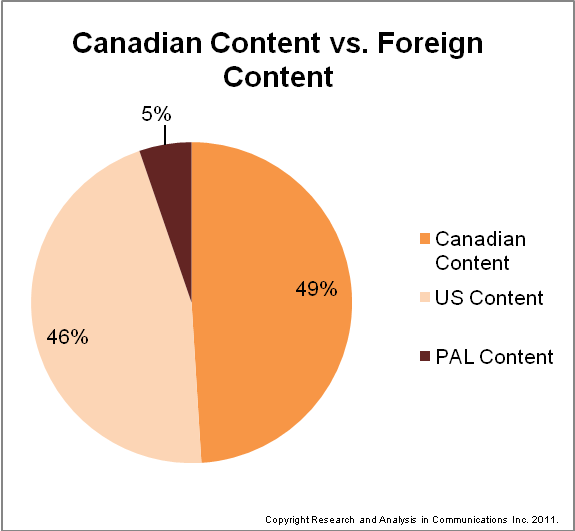 Canadian Content vs. Foreign
Content
5%
49%
46%
Canadian
Content
US Content
PAL Content
Copyright Research and Analysis in Communications Inc. 2011.